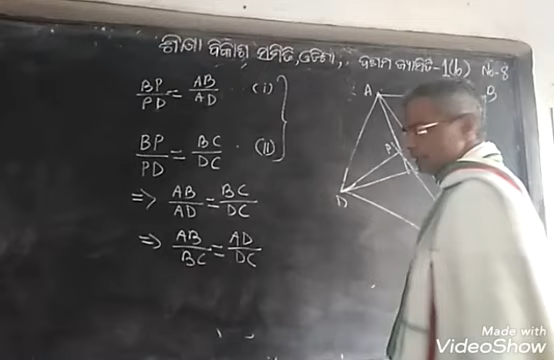 ଶିକ୍ଷା ବିକାଶ ସମିତି, ଓଡିଶା, ଦଶମ ଜ୍ୟାମିତି-1(b) No-8
BP/PD = AB/AD (i)
BP/PD = BC/DC (II)
=> AB/AD = BC/DC
=> AB/BC = AD/DC
A B
P
D
Made with
VideoShow